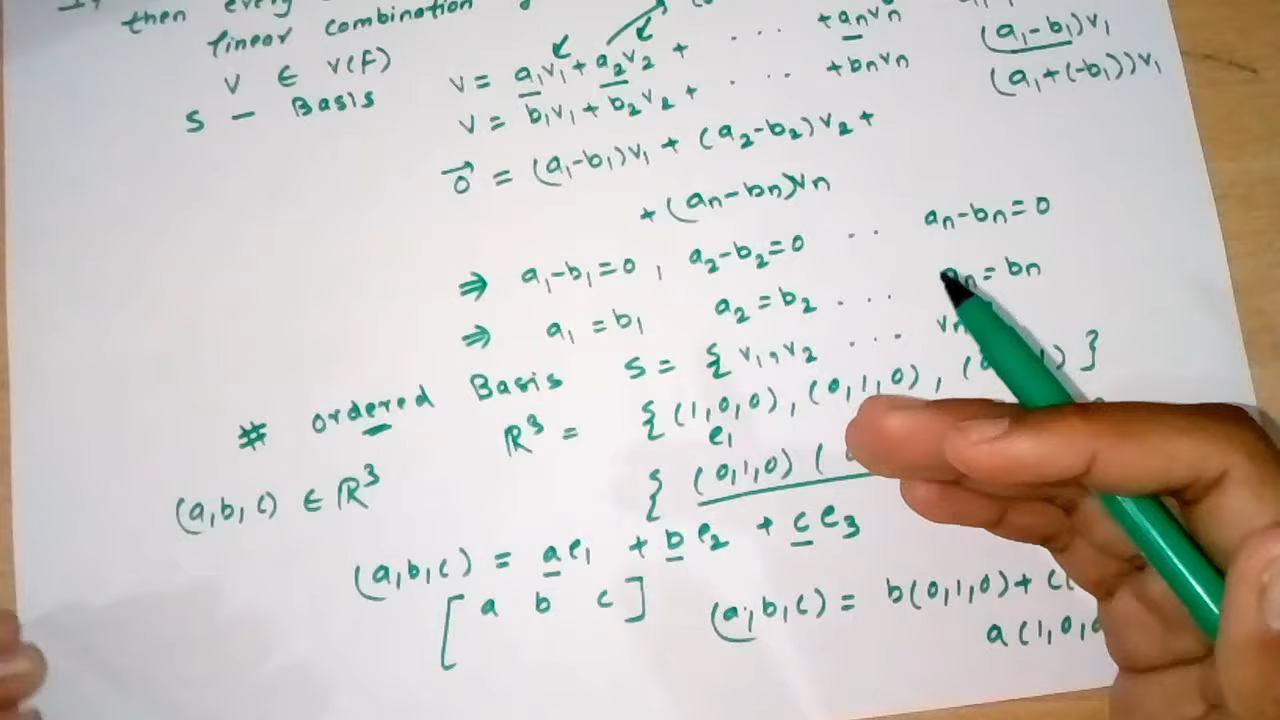 then every
linear combination
v ∈ V(F)
S - Basis
v = a₁v₁ + a₂v₂ + ... + aₙvₙ
v = b₁v₁ + b₂v₂ + ... + bₙvₙ
(a₁-b₁)v₁
(a₁+(-b₁))v₁
0⃗ = (a₁-b₁)v₁ + (a₂-b₂)v₂ +
+ (aₙ-bₙ)vₙ
⇒ a₁-b₁=0, a₂-b₂=0 .. aₙ-bₙ=0
⇒ a₁=b₁ a₂=b₂ ... aₙ=bₙ
# ordered Basis S = { v₁, v₂ ... vₙ
R³ = {(1,0,0), (0,1,0), ( }
e₁
(a,b,c) ∈ R³
{ (0,1,0) (
(a,b,c) = ae₁ + be₂ + ce₃
[ a b c ]
(a,b,c) = b(0,1,0) + c(
a(1,0,